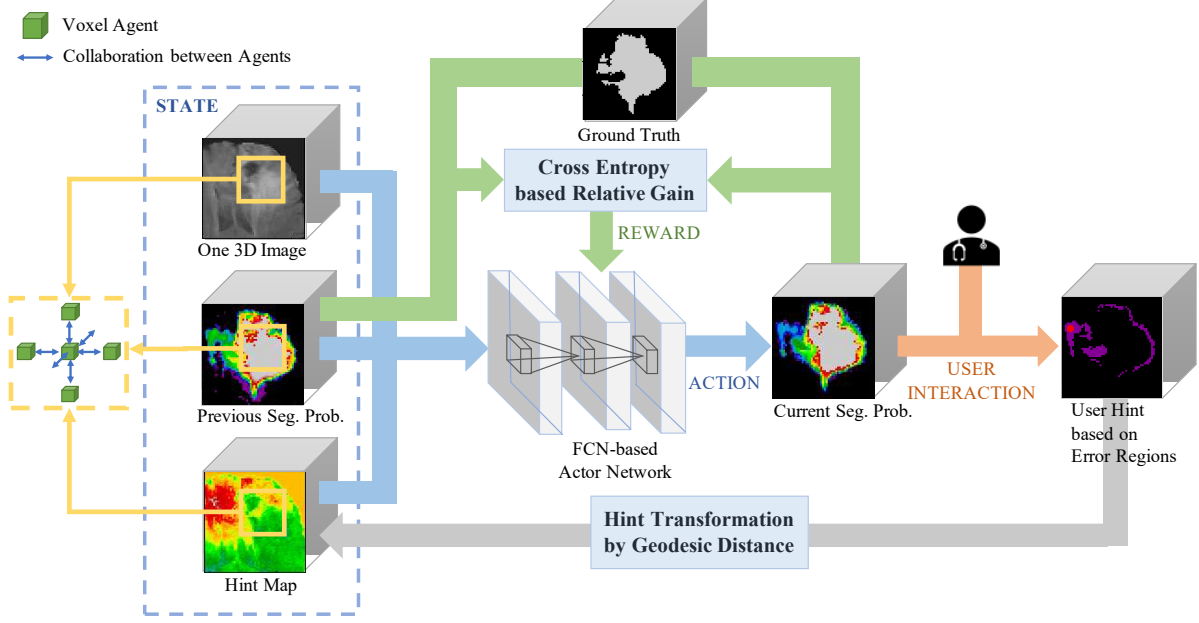 Voxel Agent
Collaboration between Agents
STATE
One 3D Image
Previous Seg. Prob.
Hint Map
Ground Truth
Cross Entropy
based Relative Gain
REWARD
FCN-based
Actor Network
ACTION
Current Seg. Prob.
USER
INTERACTION
User Hint
based on
Error Regions
Hint Transformation
by Geodesic Distance